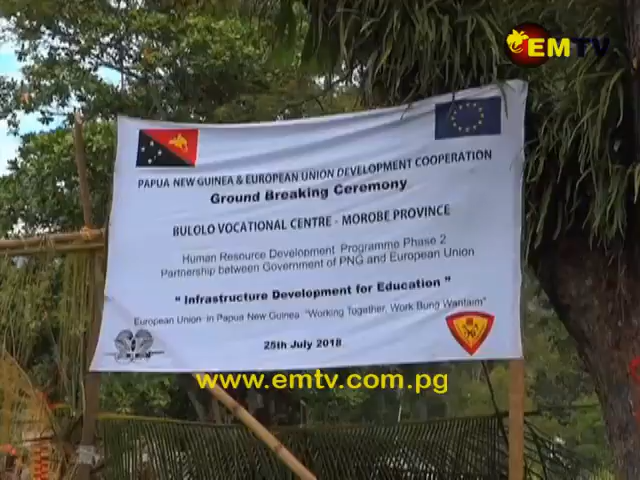 EMTV
PAPUA NEW GUINEA & EUROPEAN UNION DEVELOPMENT COOPERATION
Ground Breaking Ceremony
BULOLO VOCATIONAL CENTRE - MOROBE PROVINCE
Human Resource Development Programme Phase 2
Partnership between Government of PNG and European Union
" Infrastructure Development for Education "
European Union in Papua New Guinea "Working Together, Work Bung Wantaim"
25th July 2018
www.emtv.com.pg